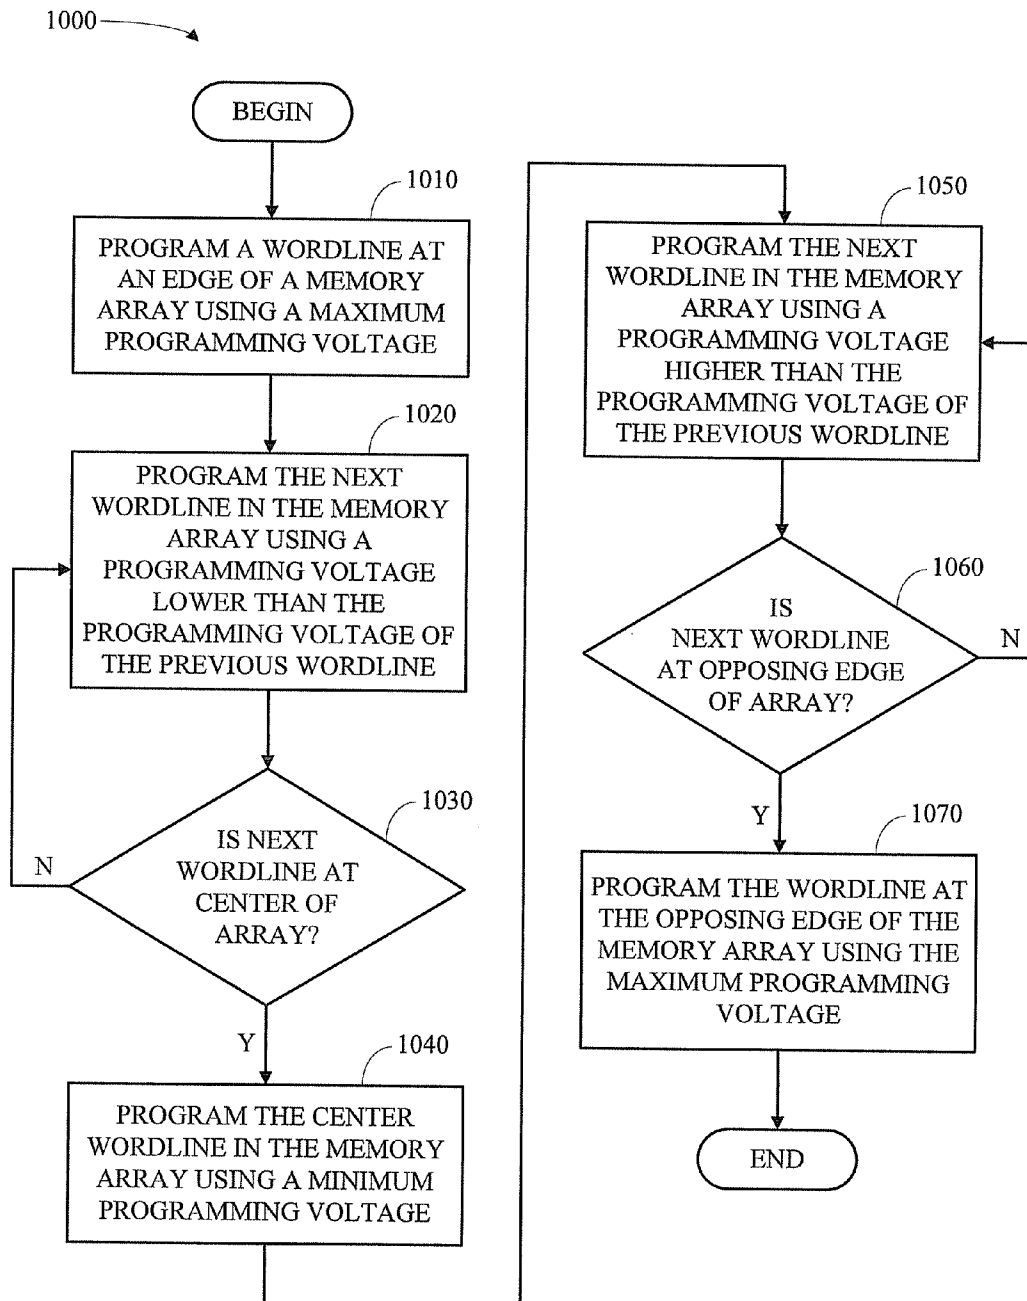 1000
BEGIN
1010
PROGRAM A WORDLINE AT
AN EDGE OF A MEMORY
ARRAY USING A MAXIMUM
PROGRAMMING VOLTAGE
1020
PROGRAM THE NEXT
WORDLINE IN THE MEMORY
ARRAY USING A
PROGRAMMING VOLTAGE
LOWER THAN THE
PROGRAMMING VOLTAGE OF
THE PREVIOUS WORDLINE
1030
IS NEXT
WORDLINE AT
CENTER OF
ARRAY?
N
Y
1040
PROGRAM THE CENTER
WORDLINE IN THE MEMORY
ARRAY USING A MINIMUM
PROGRAMMING VOLTAGE
1050
PROGRAM THE NEXT
WORDLINE IN THE MEMORY
ARRAY USING A
PROGRAMMING VOLTAGE
HIGHER THAN THE
PROGRAMMING VOLTAGE OF
THE PREVIOUS WORDLINE
1060
IS
NEXT WORDLINE
AT OPPOSING EDGE
OF ARRAY?
N
Y
1070
PROGRAM THE WORDLINE AT
THE OPPOSING EDGE OF THE
MEMORY ARRAY USING THE
MAXIMUM PROGRAMMING
VOLTAGE
END